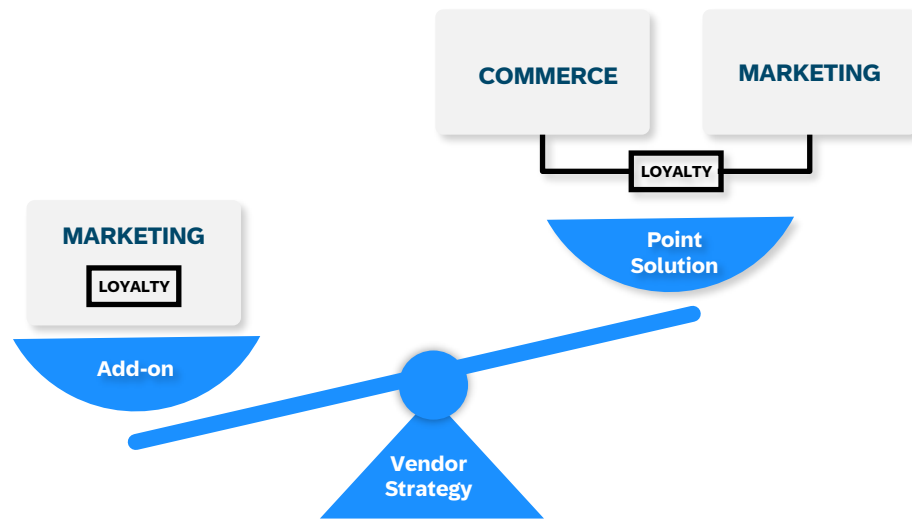 COMMERCE
MARKETING
LOYALTY
Point
Solution
MARKETING
LOYALTY
Add-on
Vendor
Strategy